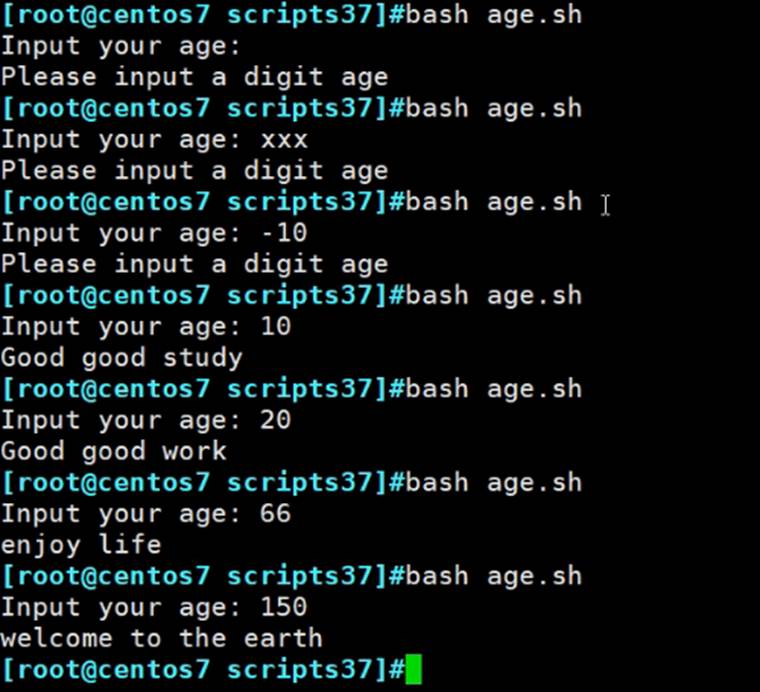 [root@centos7 scripts37]#bash age.sh
Input your age:
Please input a digit age
[root@centos7 scripts37]#bash age.sh
Input your age: xxx
Please input a digit age
[root@centos7 scripts37]#bash age.sh
Input your age: -10
Please input a digit age
[root@centos7 scripts37]#bash age.sh
Input your age: 10
Good good study
[root@centos7 scripts37]#bash age.sh
Input your age: 20
Good good work
[root@centos7 scripts37]#bash age.sh
Input your age: 66
enjoy life
[root@centos7 scripts37]#bash age.sh
Input your age: 150
welcome to the earth
[root@centos7 scripts37]#